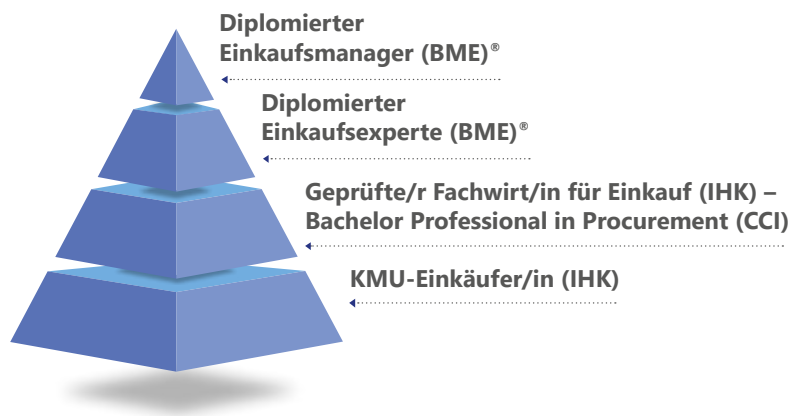 Diplomierter
Einkaufsmanager (BME)®
Diplomierter
Einkaufsexperte (BME)®
Geprüfte/r Fachwirt/in für Einkauf (IHK) –
Bachelor Professional in Procurement (CCI)
KMU-Einkäufer/in (IHK)